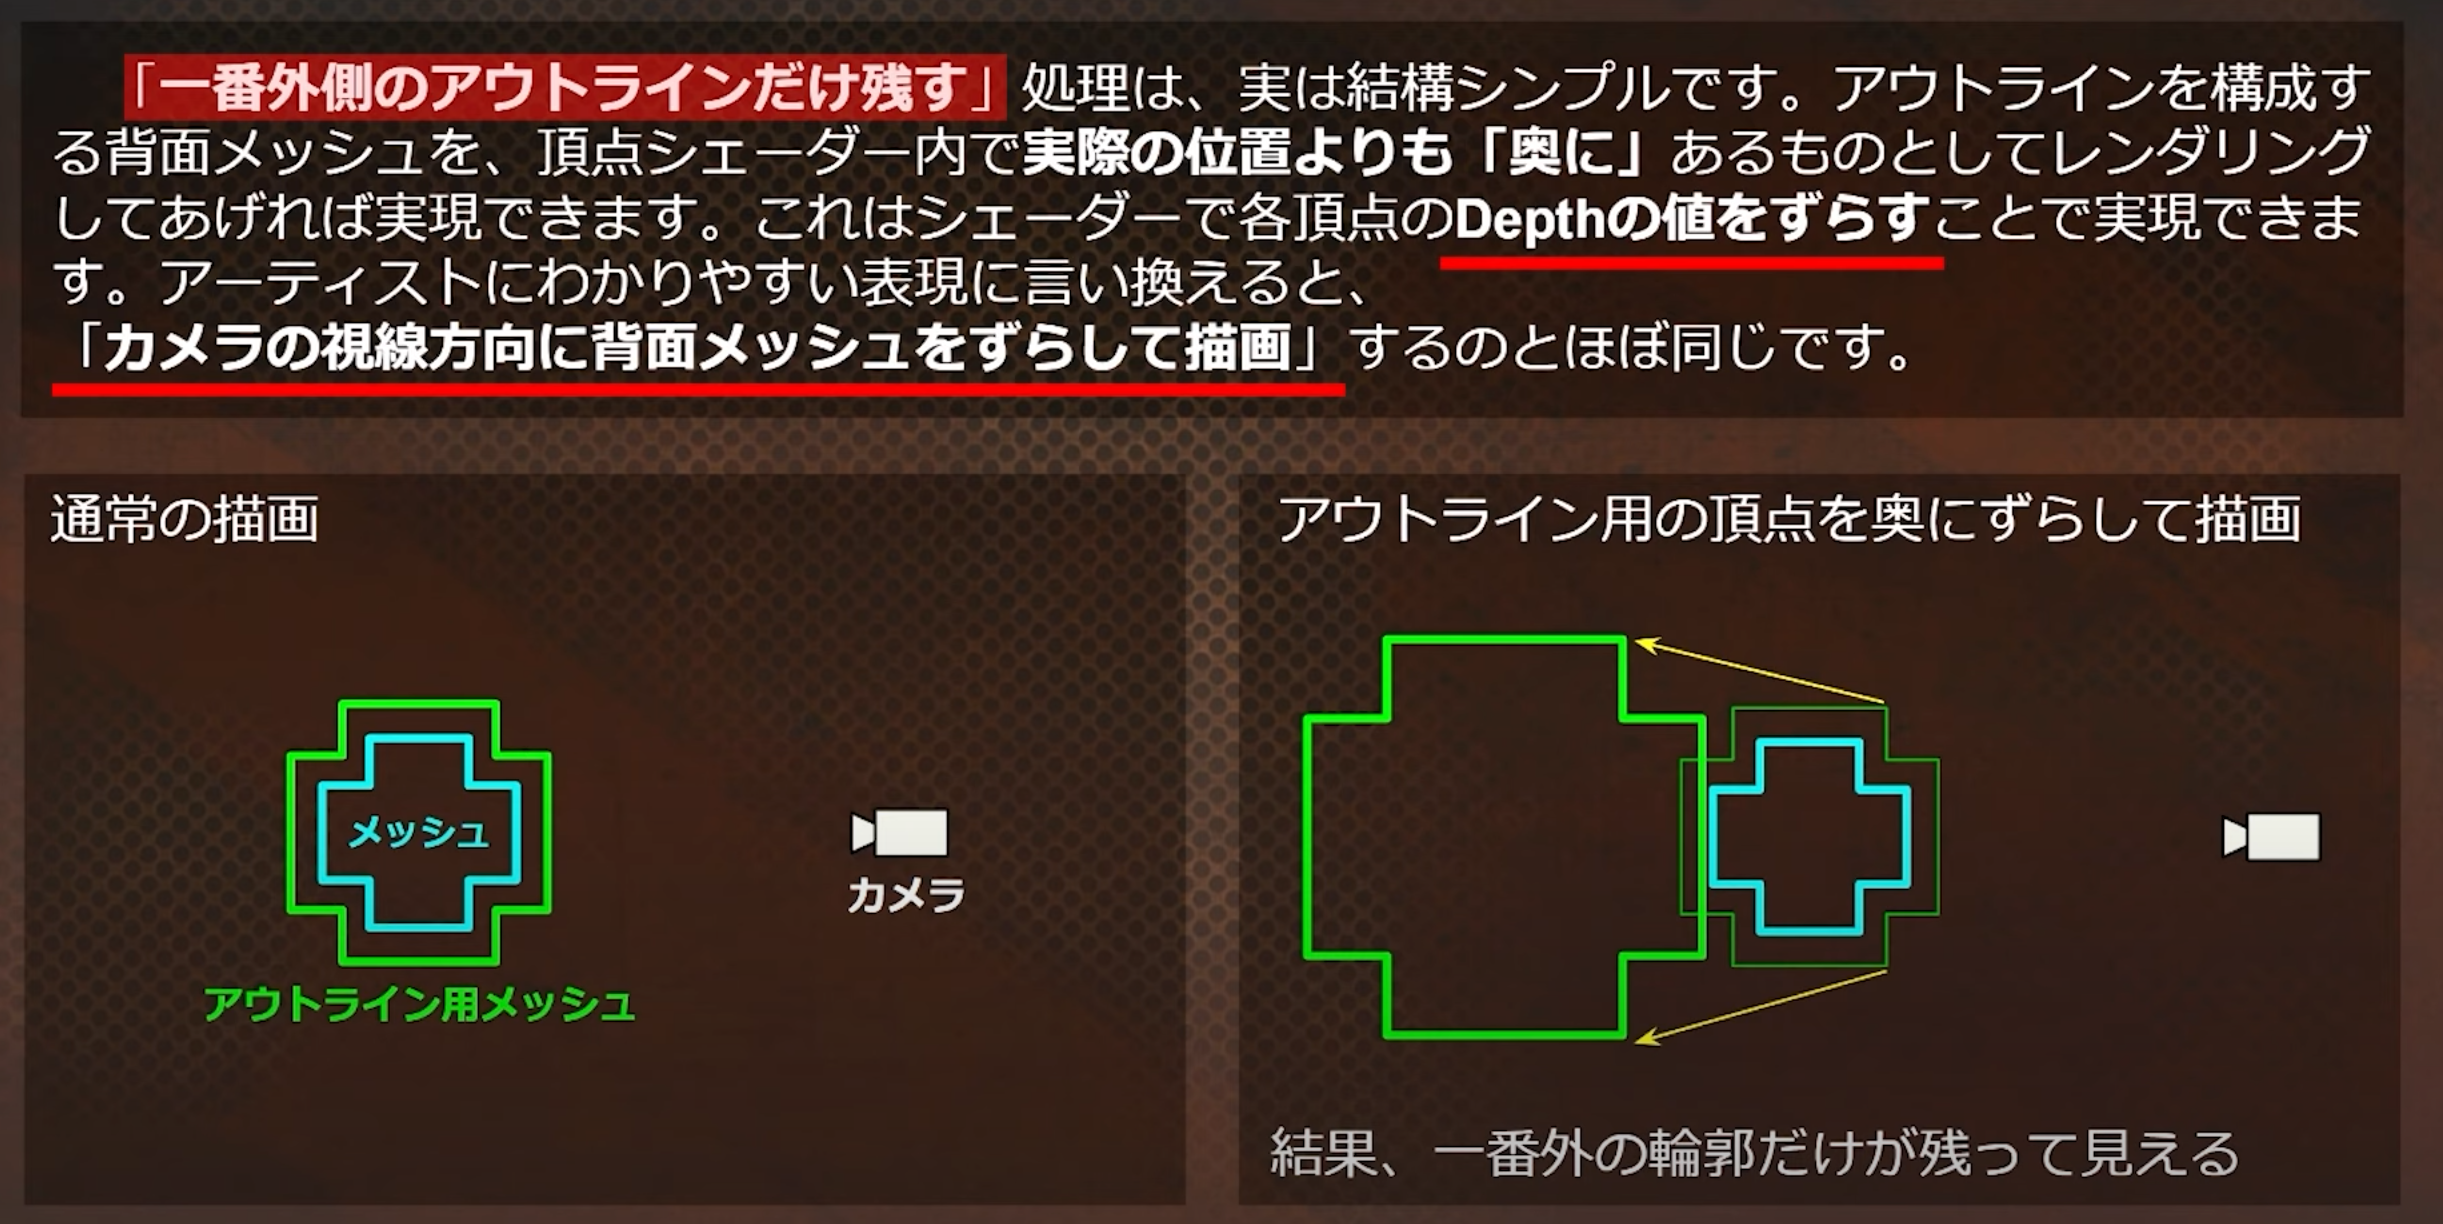 「一番外側のアウトラインだけ残す」処理は、実は結構シンプルです。アウトラインを構成す
る背面メッシュを、頂点シェーダー内で実際の位置よりも「奥に」あるものとしてレンダリング
してあげれば実現できます。これはシェーダーで各頂点のDepthの値をずらすことで実現できま
す。アーティストにわかりやすい表現に言い換えると、
「カメラの視線方向に背面メッシュをずらして描画」するのとほぼ同じです。
通常の描画
メッシュ
カメラ
アウトライン用メッシュ
アウトライン用の頂点を奥にずらして描画
結果、一番外の輪郭だけが残って見える